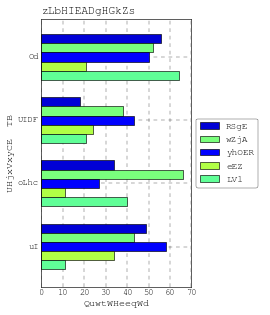 zLbHIEADgHGkZs
UHjxVxyCE TB
Od
UIDF
oLhc
uI
0 10 20 30 40 50 60 70
QuwtWHeeqWd
RSgE
wZjA
yhOER
eEZ
LVl